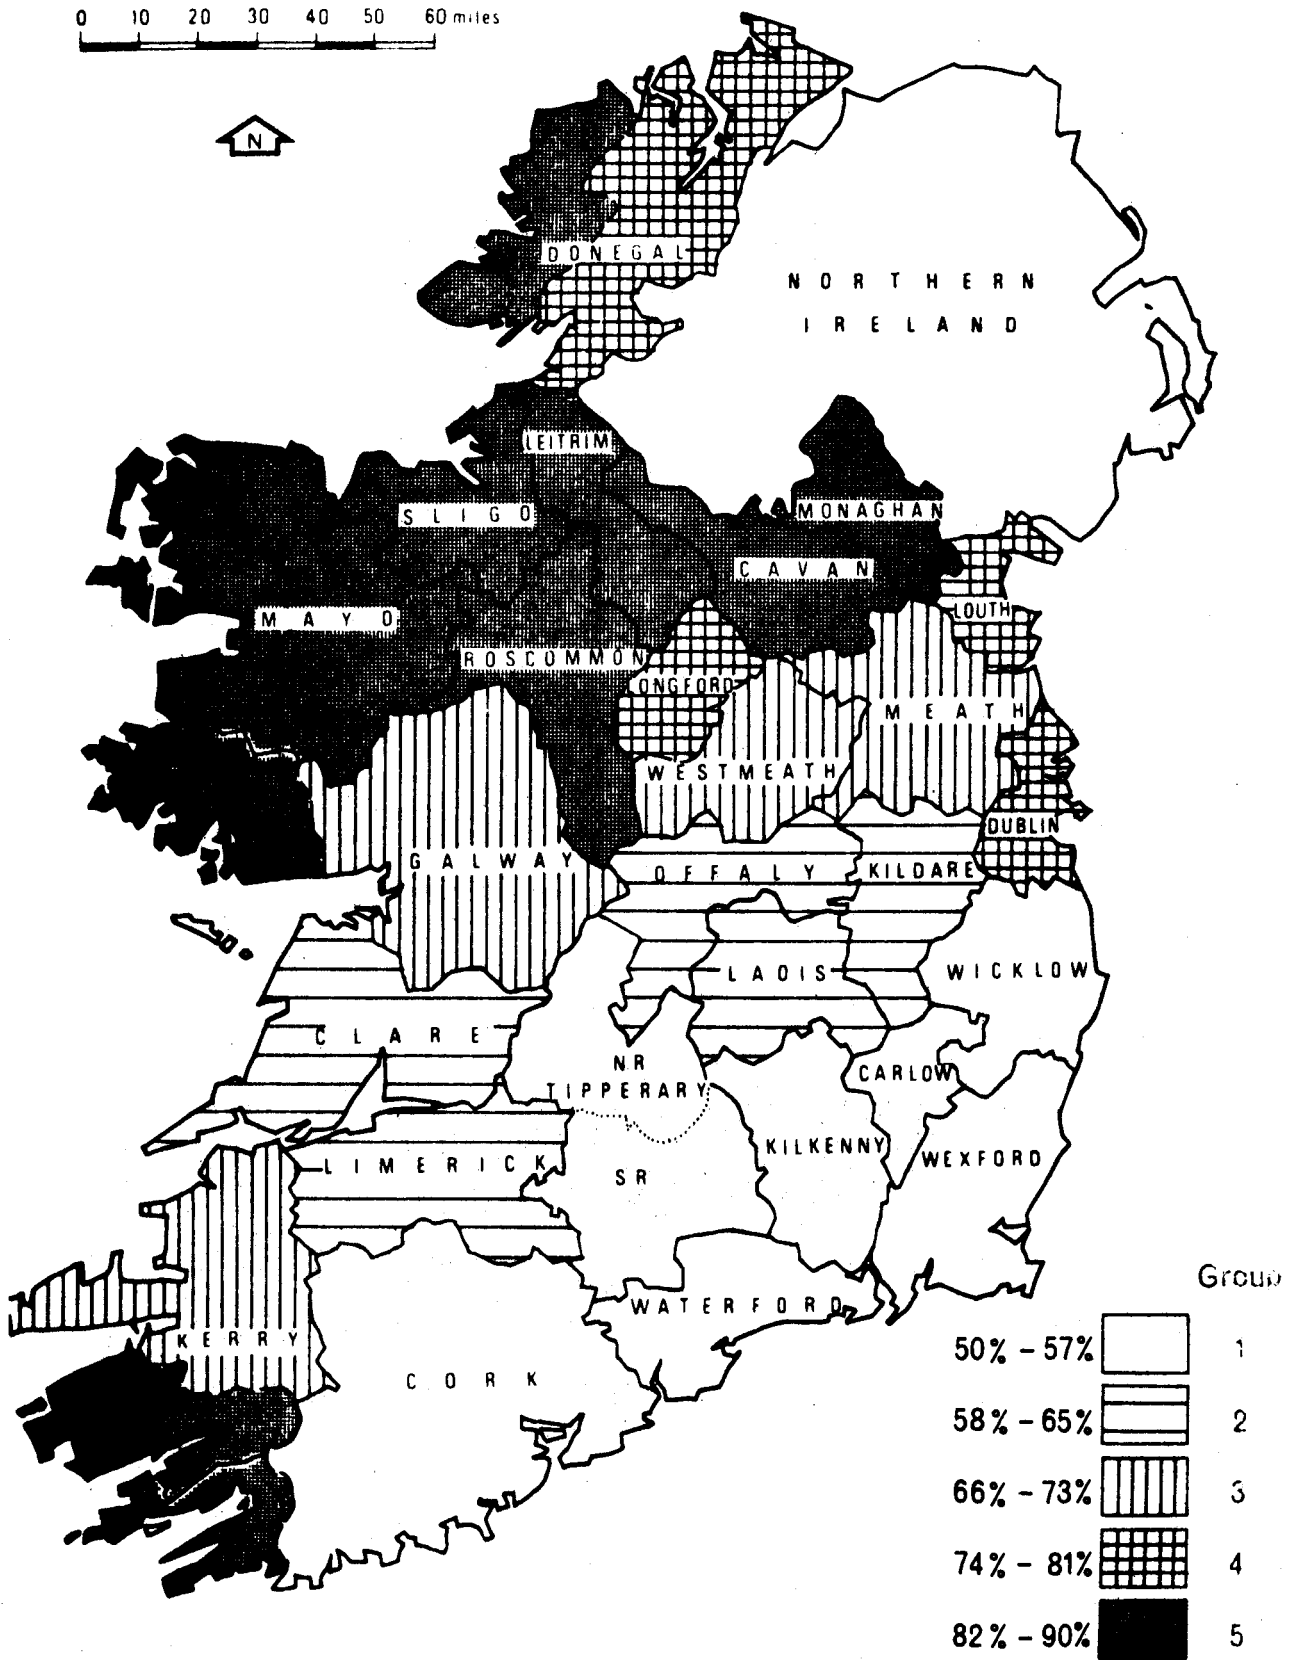 0 10 20 30 40 50 60 miles
N
DONEGAL
NORTHERN
IRELAND
LEITRIM
SLIGO
MONAGHAN
CAVAN
LOUTH
MAYO
ROSCOMMON
LONGFORD
MEATH
WESTMEATH
DUBLIN
GALWAY
OFFALY
KILDARE
LAOIS
WICKLOW
CLARE
NR
TIPPERARY
CARLOW
KILKENNY
WEXFORD
LIMERICK
SR
WATERFORD
KERRY
CORK
Group
50% - 57% 1
58% - 65% 2
66% - 73% 3
74% - 81% 4
82% - 90% 5